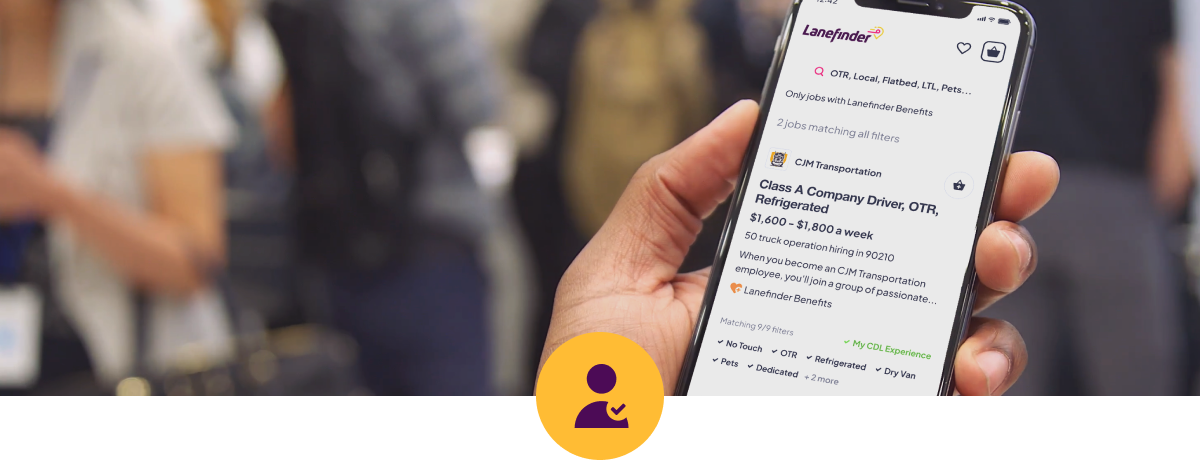 12:42
Lanefinder
OTR, Local, Flatbed, LTL, Pets...
Only jobs with Lanefinder Benefits
2 jobs matching all filters
CJM Transportation
Class A Company Driver, OTR,
Refrigerated
$1,600 - $1,800 a week
50 truck operation hiring in 90210
When you become an CJM Transportation
employee, you'll join a group of passionate...
Lanefinder Benefits
Matching 9/9 filters
✓ My CDL Experience
✓ No Touch ✓ OTR ✓ Refrigerated ✓ Dry Van
✓ Pets ✓ Dedicated + 2 more